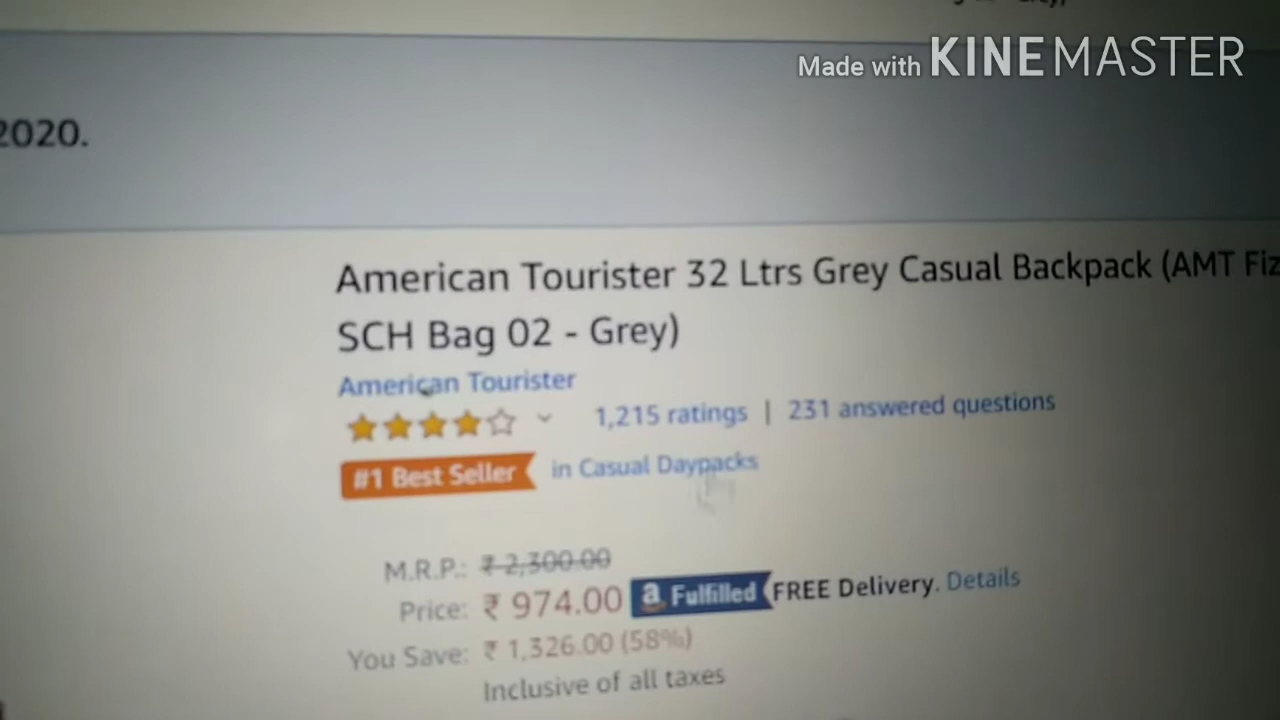 Made with KINEMASTER
2020.
American Tourister 32 Ltrs Grey Casual Backpack (AMT Fiz
SCH Bag 02 - Grey)
American Tourister
1,215 ratings | 231 answered questions
#1 Best Seller in Casual Daypacks
M.R.P.: ₹ 2,300.00
Price: ₹ 974.00 a Fulfilled FREE Delivery. Details
You Save: ₹ 1,326.00 (58%)
Inclusive of all taxes